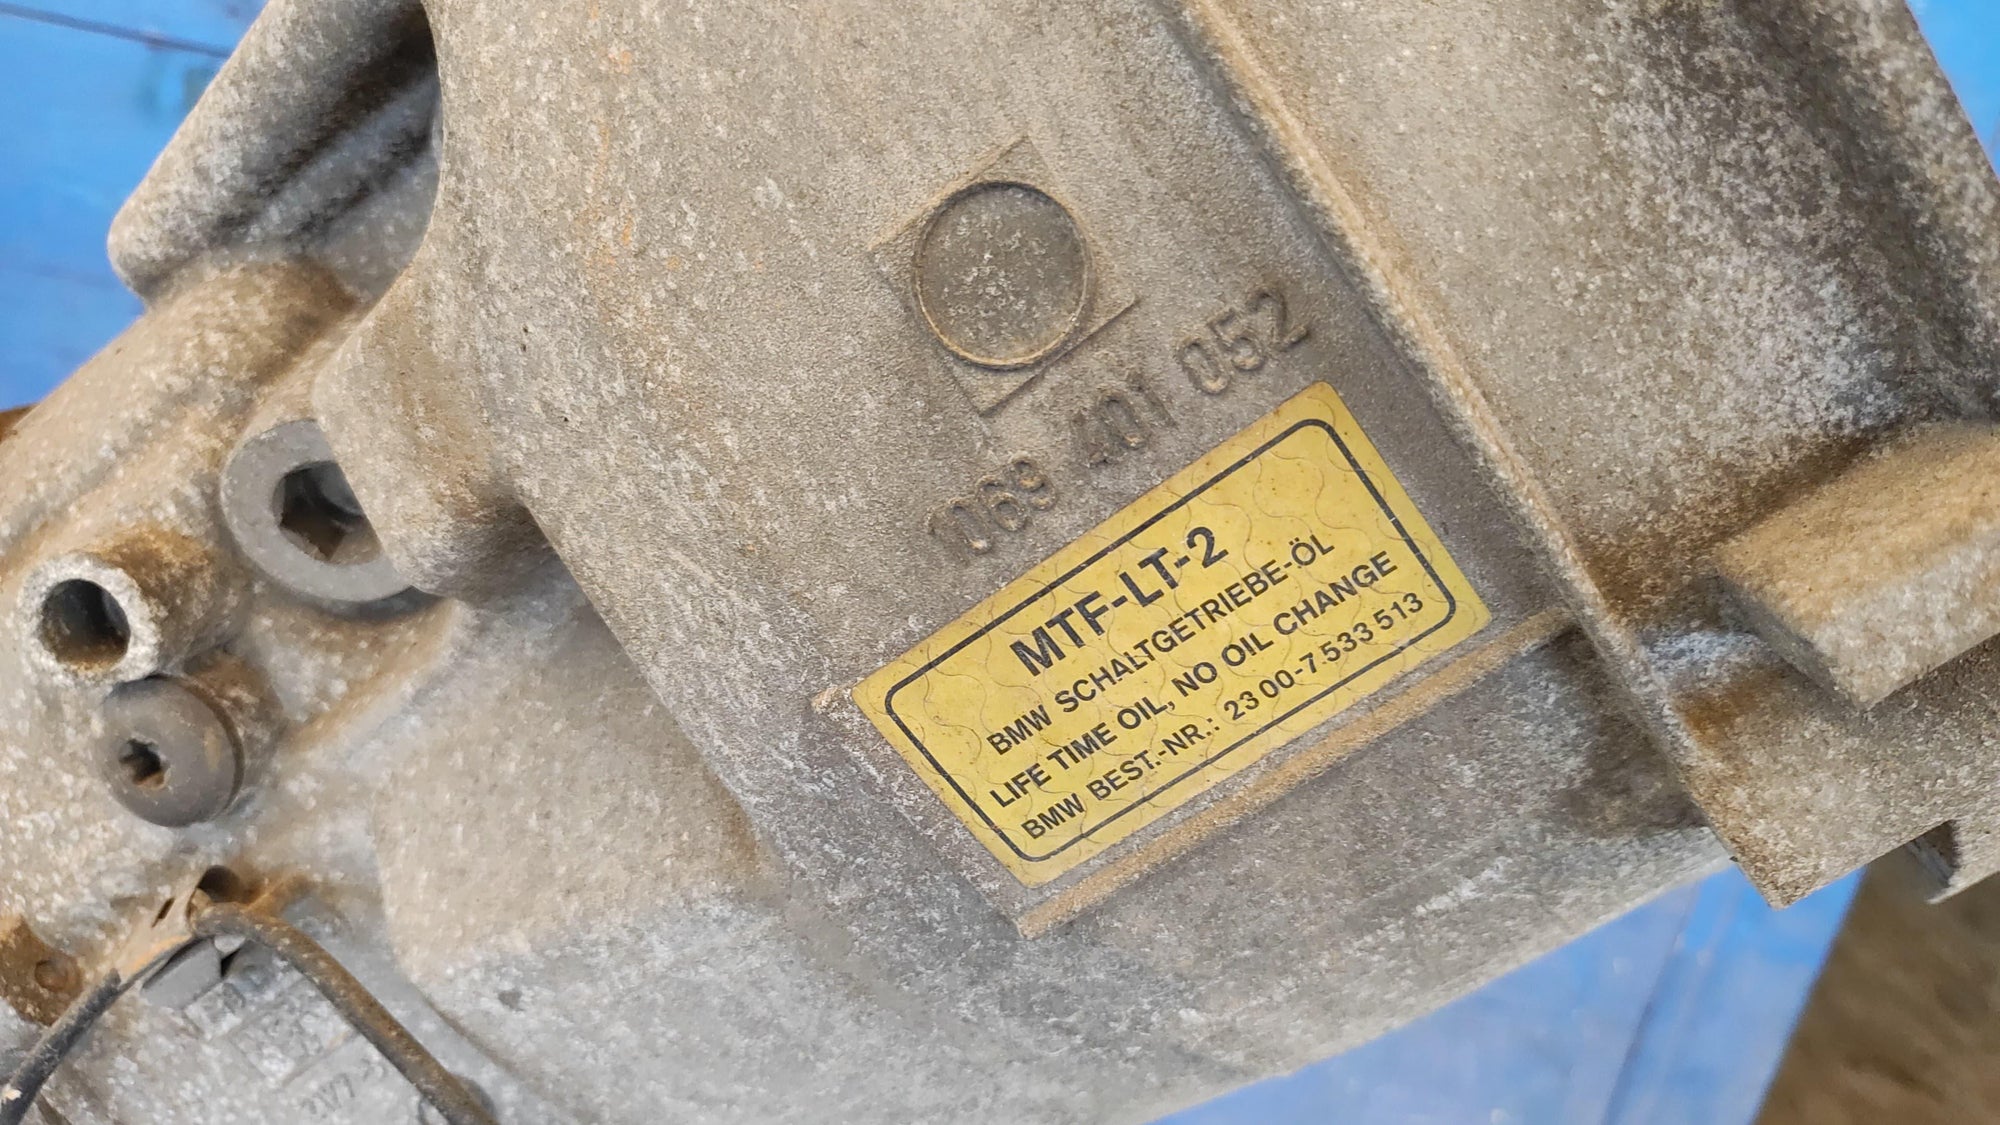 1069 401 052
MTF-LT-2
BMW SCHALTGETRIEBE-ÖL
LIFE TIME OIL, NO OIL CHANGE
BMW BEST.-NR.: 23 00-7 533 513